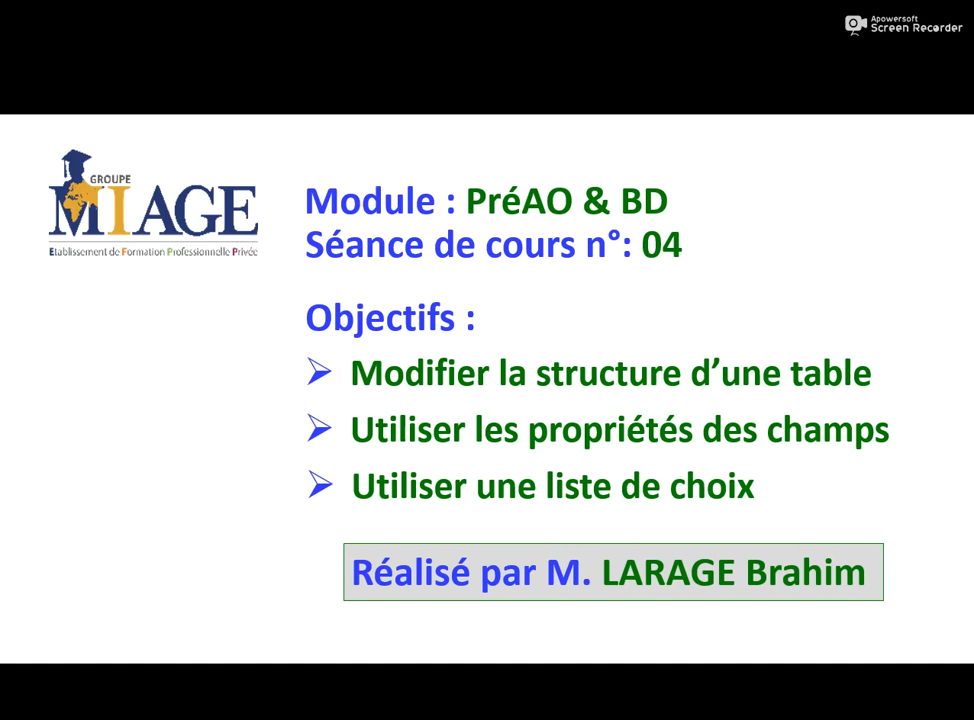 Apowersoft
Screen Recorder
GROUPE
MIAGE
Etablissement de Formation Professionnelle Privée
Module : PréAO & BD
Séance de cours n°: 04
Objectifs :
Modifier la structure d’une table
Utiliser les propriétés des champs
Utiliser une liste de choix
Réalisé par M. LARAGE Brahim